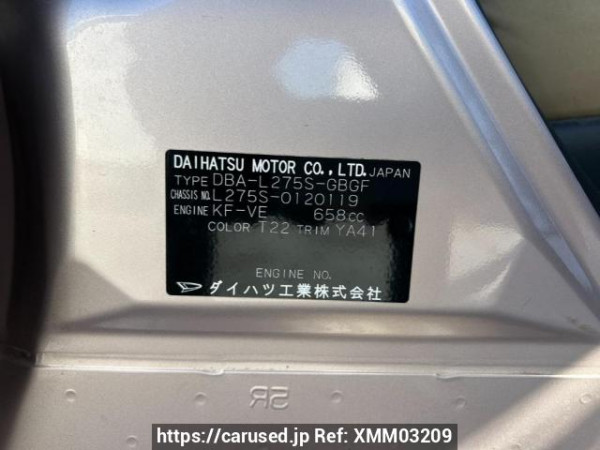 DAIHATSU MOTOR CO., LTD. JAPAN
TYPE DBA-L275S-GBGF
CHASSIS NO. L275S-0120119
ENGINE KF-VE 658cc
COLOR T22 TRIM YA41
ENGINE NO.
ダイハツ工業株式会社
SR
https://carused.jp Ref: XMM03209